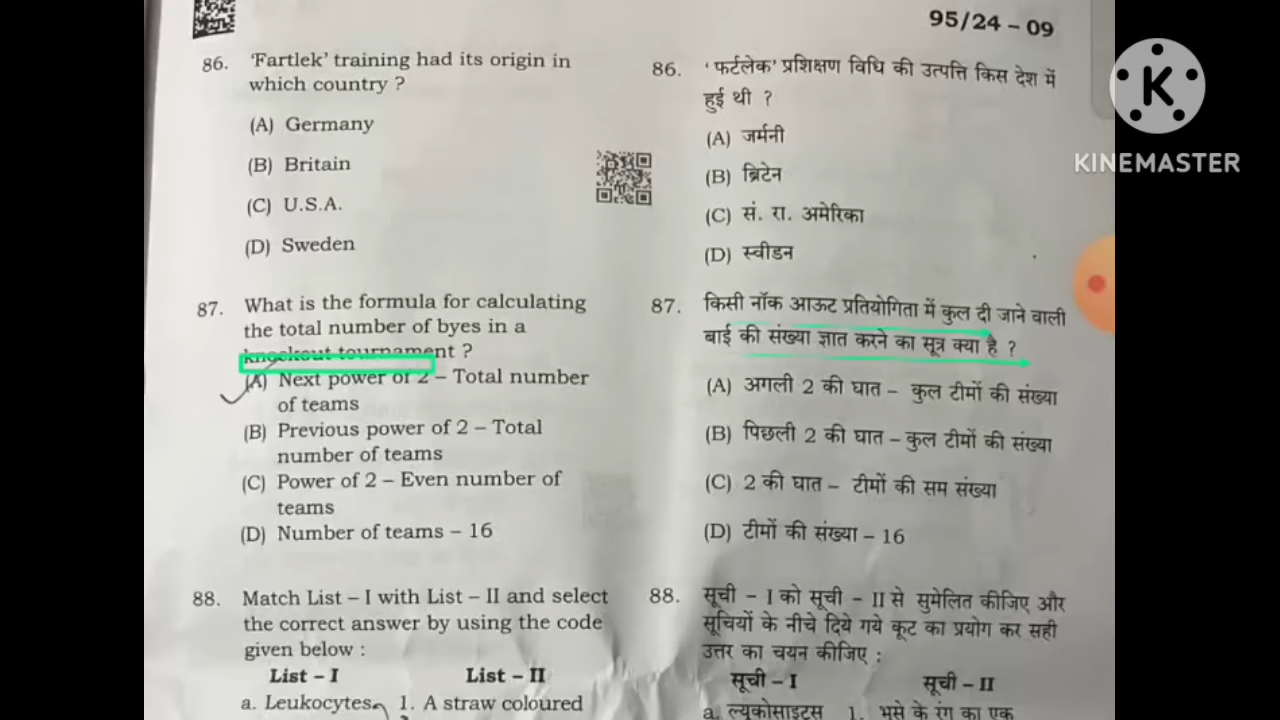 95/24 – 09
86. 'Fartlek' training had its origin in
which country ?
(A) Germany
(B) Britain
(C) U.S.A.
(D) Sweden
87. What is the formula for calculating
the total number of byes in a
knockout tournament ?
(A) Next power of 2 – Total number
of teams
(B) Previous power of 2 – Total
number of teams
(C) Power of 2 – Even number of
teams
(D) Number of teams – 16
88. Match List – I with List – II and select
the correct answer by using the code
given below :
List – I List – II
a. Leukocytes 1. A straw coloured
86. 'फर्टलेक' प्रशिक्षण विधि की उत्पत्ति किस देश में
हुई थी ?
(A) जर्मनी
(B) ब्रिटेन
(C) सं. रा. अमेरिका
(D) स्वीडन
87. किसी नॉक आऊट प्रतियोगिता में कुल दी जाने वाली
बाई की संख्या ज्ञात करने का सूत्र क्या है ?
(A) अगली 2 की घात – कुल टीमों की संख्या
(B) पिछली 2 की घात – कुल टीमों की संख्या
(C) 2 की घात – टीमों की सम संख्या
(D) टीमों की संख्या – 16
88. सूची – I को सूची – II से सुमेलित कीजिए और
सूचियों के नीचे दिये गये कूट का प्रयोग कर सही
उत्तर का चयन कीजिए :
सूची – I सूची – II
a. ल्यूकोसाइट्स 1. भूसे के रंग का एक
K
KINEMASTER